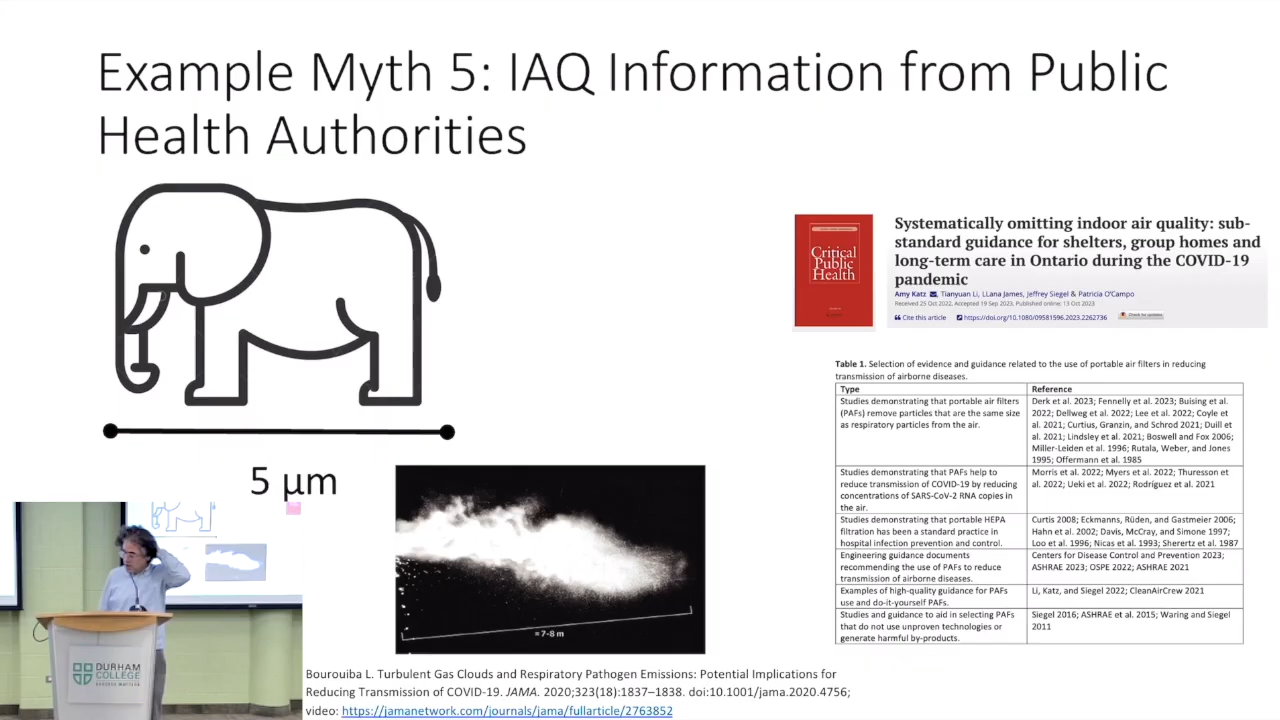 Example Myth 5: IAQ Information from Public
Health Authorities
5 µm
≈7-8 m
Bourouiba L. Turbulent Gas Clouds and Respiratory Pathogen Emissions: Potential Implications for
Reducing Transmission of COVID-19. JAMA. 2020;323(18):1837–1838. doi:10.1001/jama.2020.4756;
video: https://jamanetwork.com/journals/jama/fullarticle/2763852
DURHAM
COLLEGE
Critical
Public
Health
Systematically omitting indoor air quality: sub-
standard guidance for shelters, group homes and
long-term care in Ontario during the COVID-19
pandemic
Amy Katz, Tianyuan Li, LLana James, Jeffrey Siegel & Patricia O'Campo
Received 25 Oct 2022, Accepted 19 Sep 2023, Published online: 13 Oct 2023
Cite this article https://doi.org/10.1080/09581596.2023.2262736 Check for updates
Table 1. Selection of evidence and guidance related to the use of portable air filters in reducing
transmission of airborne diseases.
Type Reference
Studies demonstrating that portable air filters
(PAFs) remove particles that are the same size
as respiratory particles from the air.
Derk et al. 2023; Fennelly et al. 2023; Buising et al.
2022; Dellweg et al. 2022; Lee et al. 2022; Coyle et
al. 2021; Curtius, Granzin, and Schrod 2021; Duill et
al. 2021; Lindsley et al. 2021; Boswell and Fox 2006;
Miller-Leiden et al. 1996; Rutala, Weber, and Jones
1995; Offermann et al. 1985
Studies demonstrating that PAFs help to
reduce transmission of COVID-19 by reducing
concentrations of SARS-CoV-2 RNA copies in
the air.
Morris et al. 2022; Myers et al. 2022; Thuresson et
al. 2022; Ueki et al. 2022; Rodríguez et al. 2021
Studies demonstrating that portable HEPA
filtration has been a standard practice in
hospital infection prevention and control.
Curtis 2008; Eckmanns, Rüden, and Gastmeier 2006;
Hahn et al. 2002; Davis, McCray, and Simone 1997;
Loo et al. 1996; Nicas et al. 1993; Sherertz et al. 1987
Engineering guidance documents
recommending the use of PAFs to reduce
transmission of airborne diseases.
Centers for Disease Control and Prevention 2023;
ASHRAE 2023; OSPE 2022; ASHRAE 2021
Examples of high-quality guidance for PAFs
use and do-it-yourself PAFs.
Li, Katz, and Siegel 2022; CleanAirCrew 2021
Studies and guidance to aid in selecting PAFs
that do not use unproven technologies or
generate harmful by-products.
Siegel 2016; ASHRAE et al. 2015; Waring and Siegel
2011